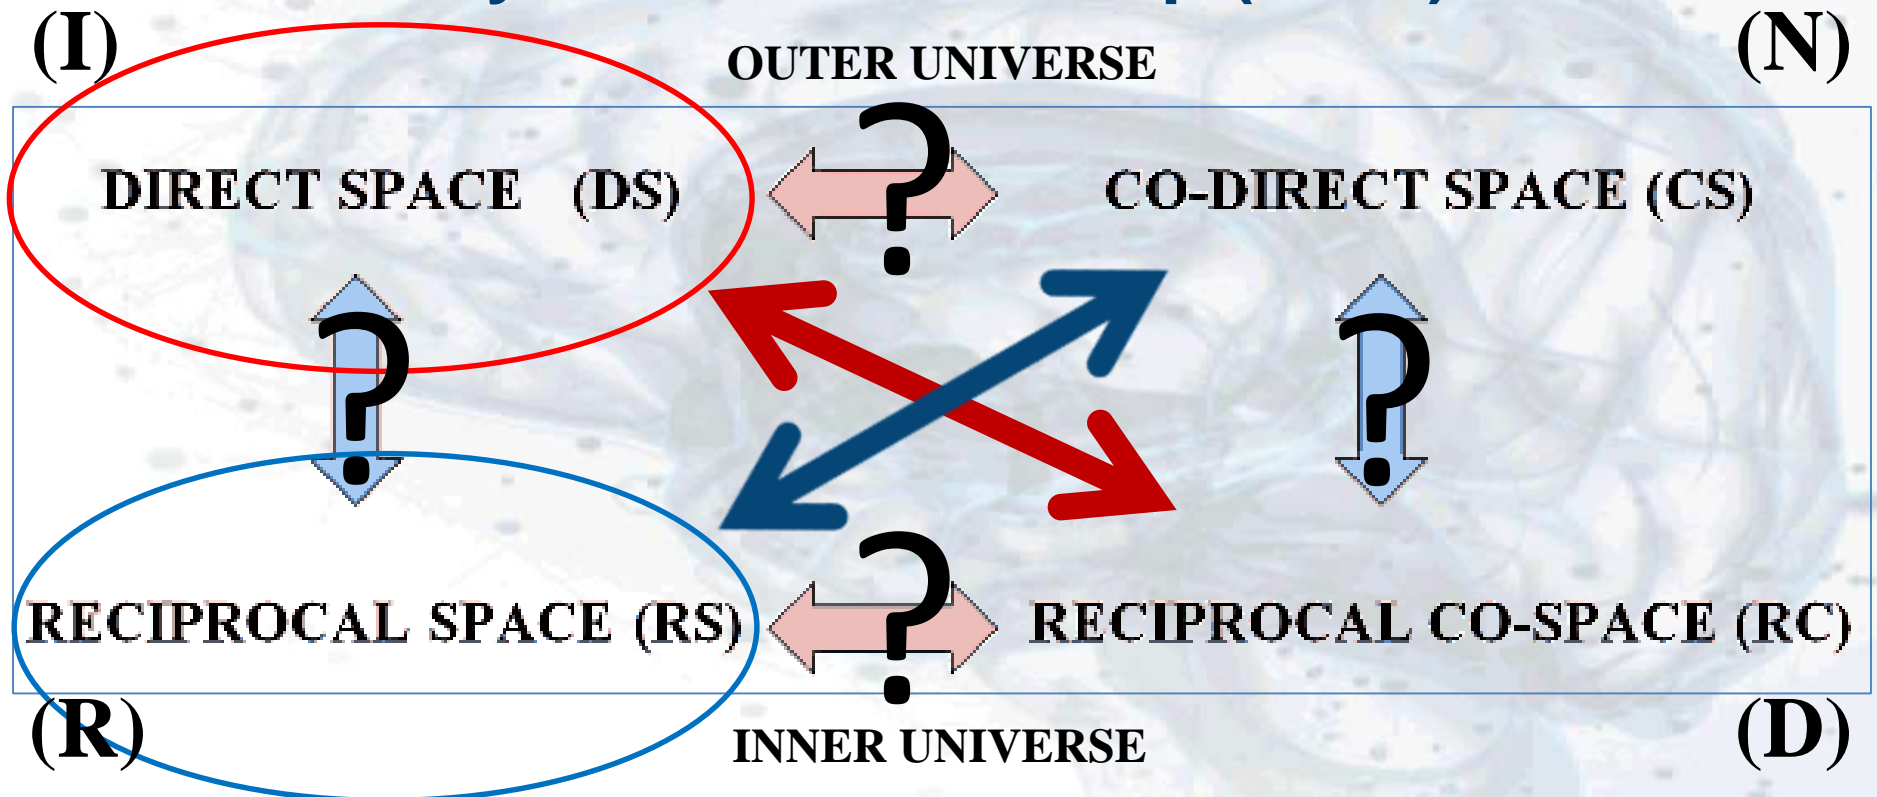 (I)
(N)
OUTER UNIVERSE
?
DIRECT SPACE (DS)
CO-DIRECT SPACE (CS)
?
?
?
RECIPROCAL SPACE (RS)
RECIPROCAL CO-SPACE (RC)
(R)
(D)
INNER UNIVERSE